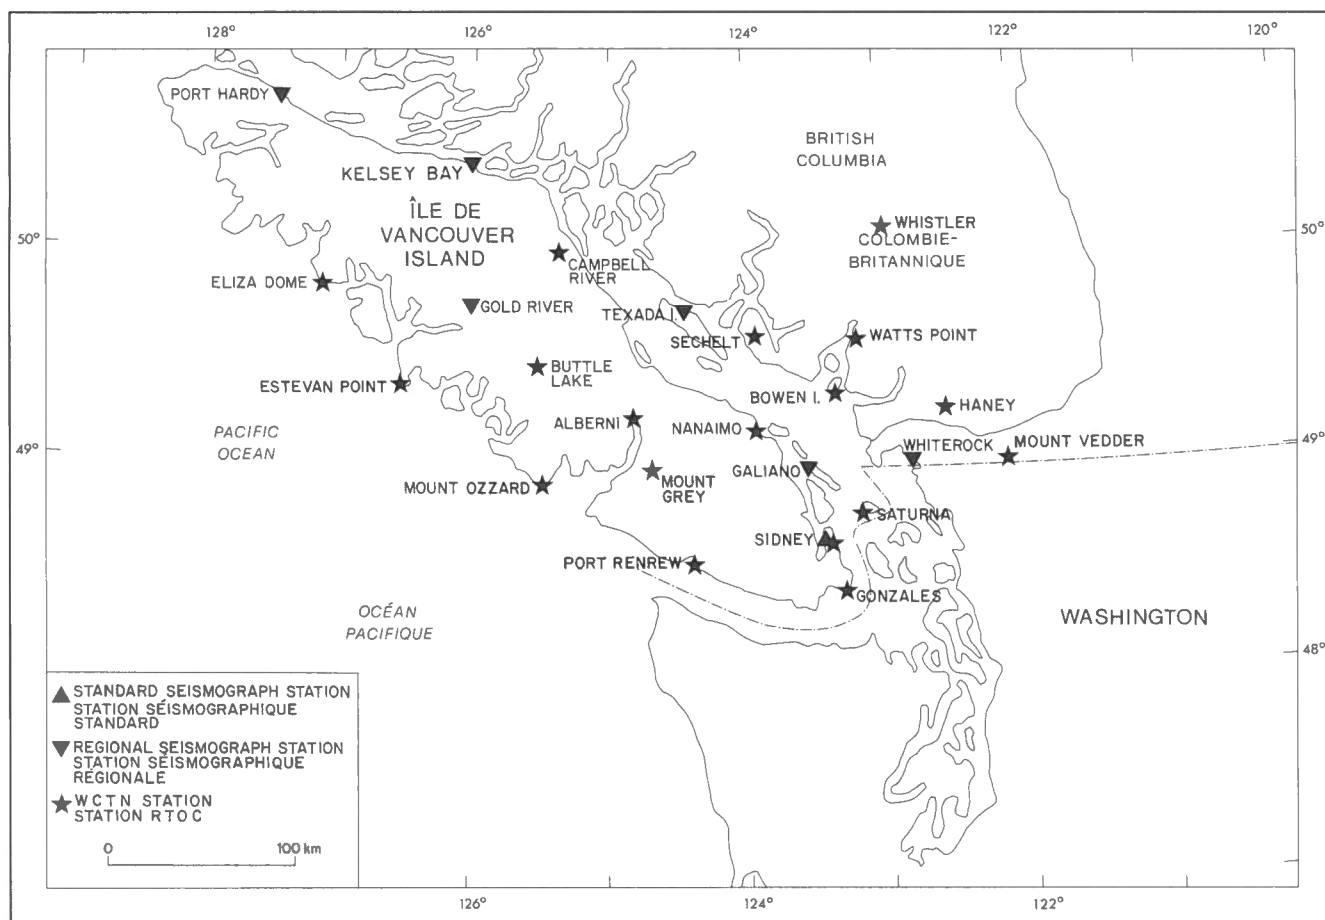 128°
126°
124°
122°
120°
PORT HARDY
BRITISH
COLUMBIA
KELSEY BAY
ÎLE DE
VANCOUVER
ISLAND
WHISTLER
COLOMBIE-
BRITANNIQUE
50°
50°
CAMPBELL
RIVER
ELIZA DOME
GOLD RIVER
TEXADA I.
SECHELT
WATTS POINT
BUTTLE
LAKE
ESTEVAN POINT
BOWEN I.
HANEY
ALBERNI
NANAIMO
PACIFIC
OCEAN
49°
49°
WHITEROCK
MOUNT VEDDER
GALIANO
MOUNT
GREY
MOUNT OZZARD
SATURNA
SIDNEY
PORT RENREW
GONZALES
OCÉAN
PACIFIQUE
WASHINGTON
48°
STANDARD SEISMOGRAPH STATION
STATION SÉISMOGRAPHIQUE
STANDARD
REGIONAL SEISMOGRAPH STATION
STATION SÉISMOGRAPHIQUE
RÉGIONALE
WCTN STATION
STATION RTOC
0
100 km
126°
124°
122°